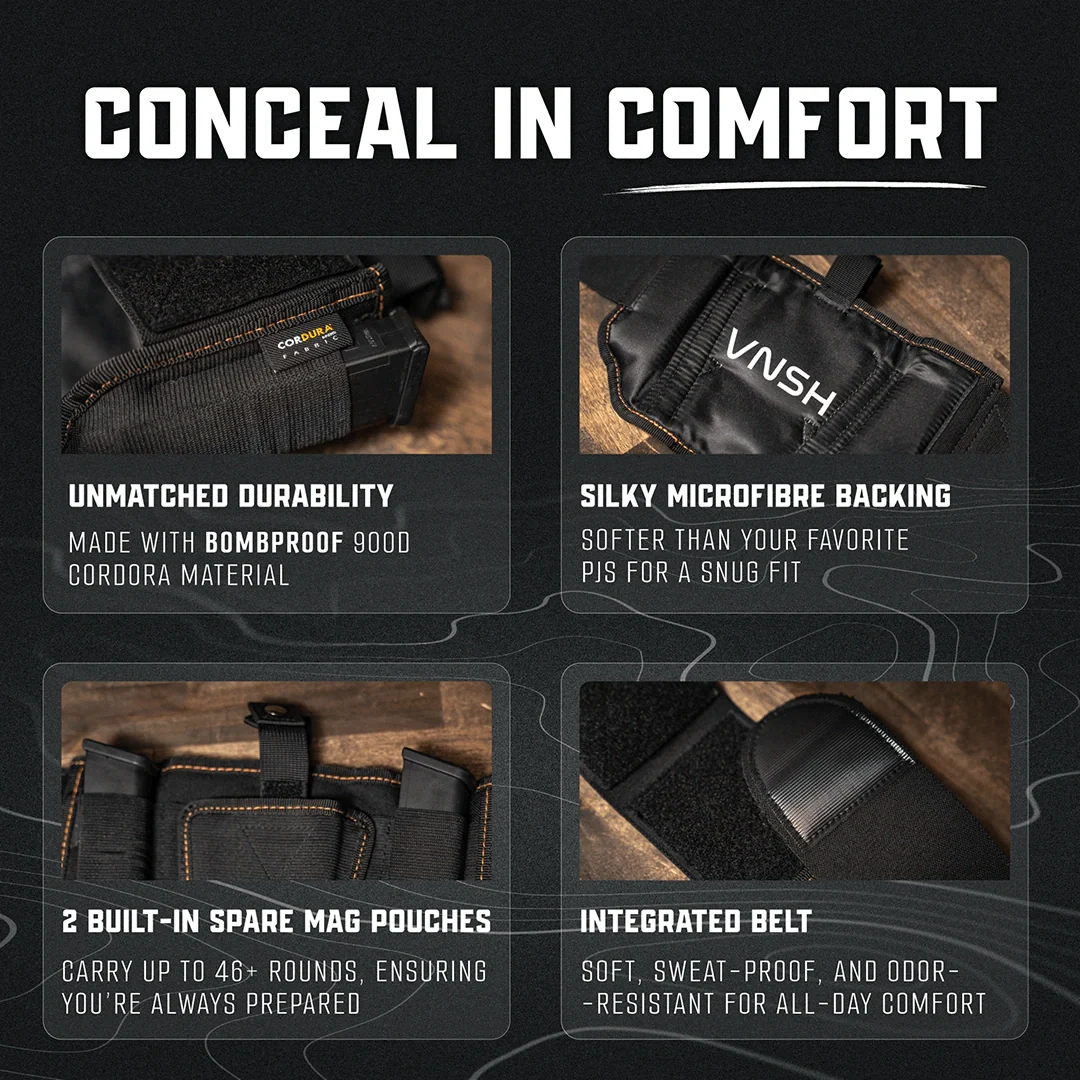 CONCEAL IN COMFORT
CORDURA
FABRIC
UNMATCHED DURABILITY
MADE WITH BOMBPROOF 900D
CORDORA MATERIAL
VNSH
SILKY MICROFIBRE BACKING
SOFTER THAN YOUR FAVORITE
PJS FOR A SNUG FIT
2 BUILT-IN SPARE MAG POUCHES
CARRY UP TO 46+ ROUNDS, ENSURING
YOU'RE ALWAYS PREPARED
INTEGRATED BELT
SOFT, SWEAT-PROOF, AND ODOR-
-RESISTANT FOR ALL-DAY COMFORT